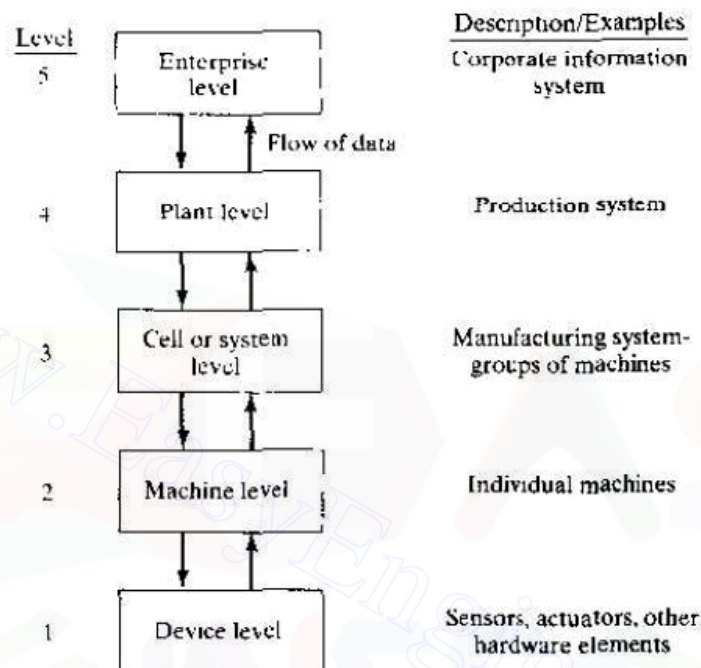 Level
Description/Examples
5
Enterprise
level
Corporate information
system
Flow of data
4
Plant level
Production system
3
Cell or system
level
Manufacturing system-
groups of machines
2
Machine level
Individual machines
1
Device level
Sensors, actuators, other
hardware elements